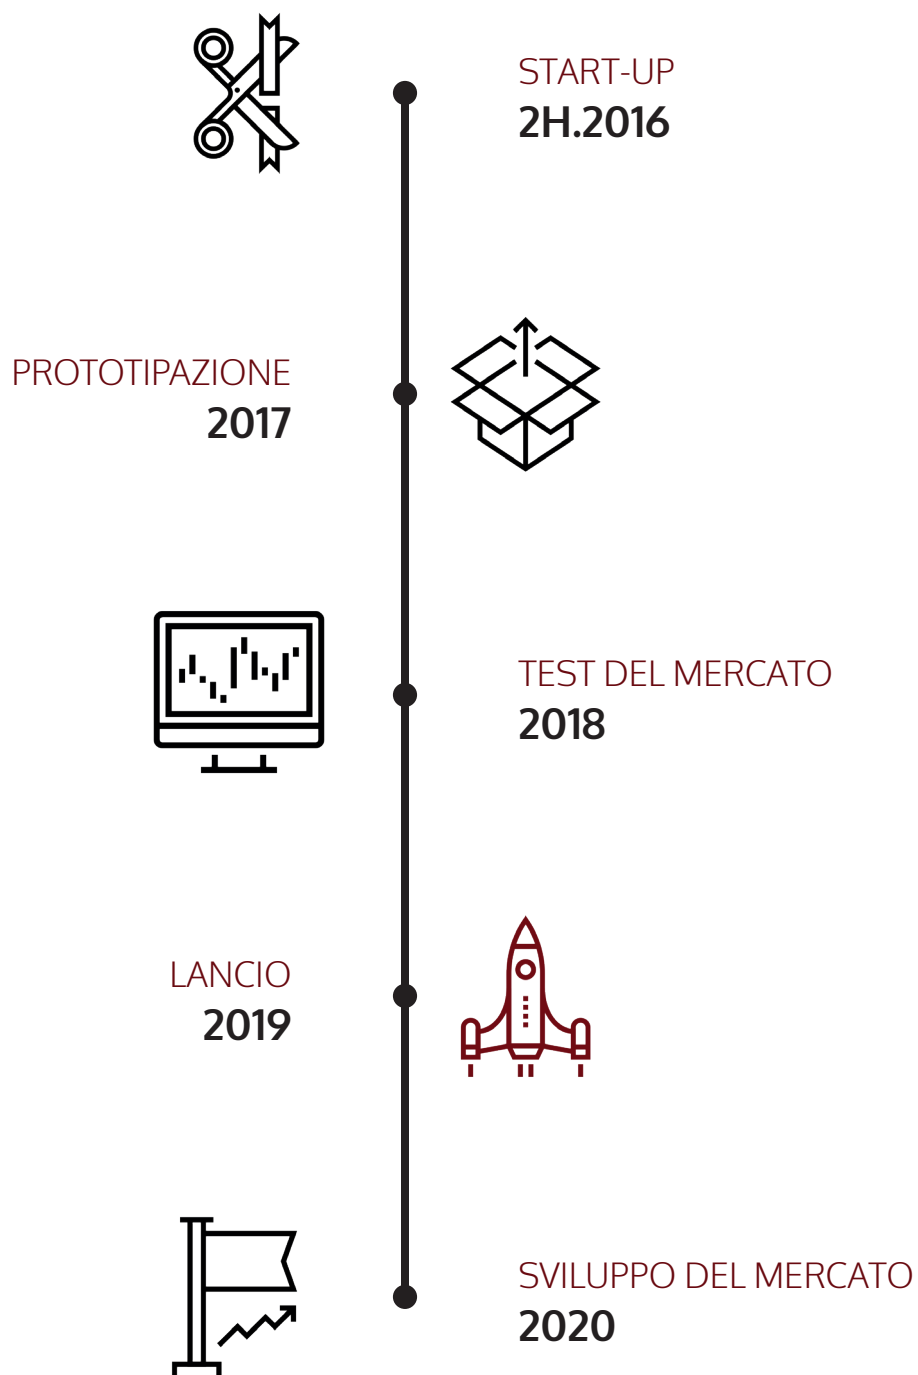 START-UP
2H.2016
PROTOTIPAZIONE
2017
TEST DEL MERCATO
2018
LANCIO
2019
SVILUPPO DEL MERCATO
2020